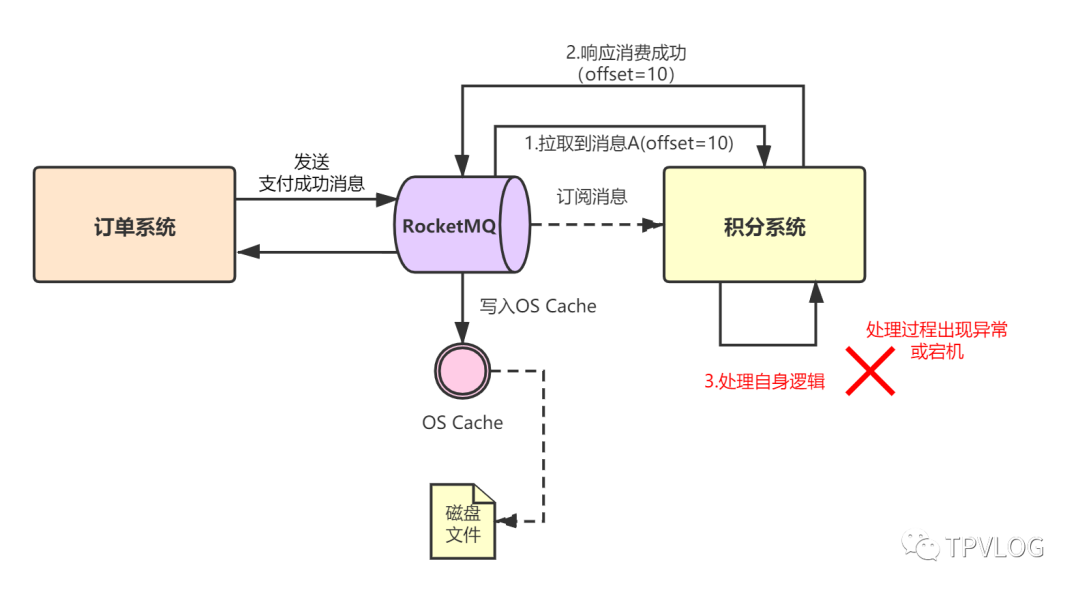 2.响应消费成功
（offset=10）
1.拉取到消息A(offset=10)
发送
支付成功消息
订阅消息
订单系统
RocketMQ
积分系统
写入OS Cache
处理过程出现异常
或宕机
3.处理自身逻辑
OS Cache
磁盘
文件
TPVLOG